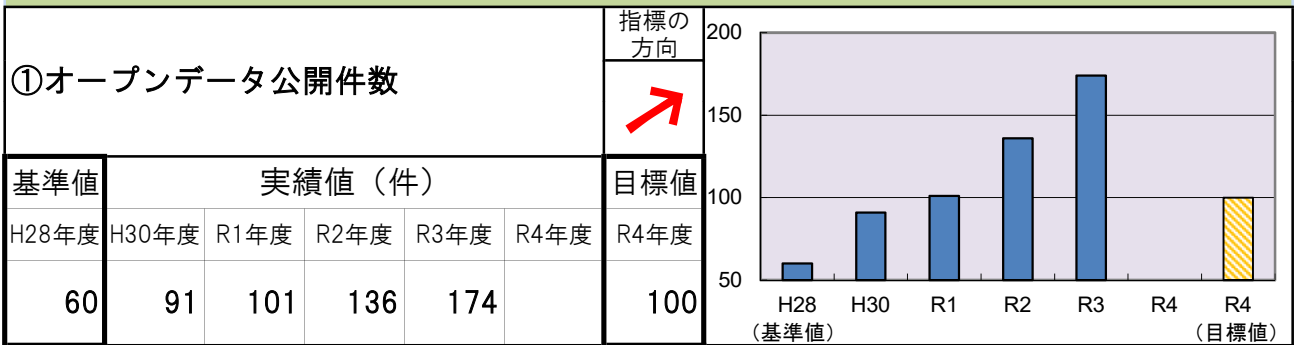 ①オープンデータ公開件数
指標の
方向
基準値 実績値（件） 目標値
H28年度 H30年度 R1年度 R2年度 R3年度 R4年度 R4年度
60 91 101 136 174 100
200
150
100
50
H28 H30 R1 R2 R3 R4 R4
（基準値） （目標値）